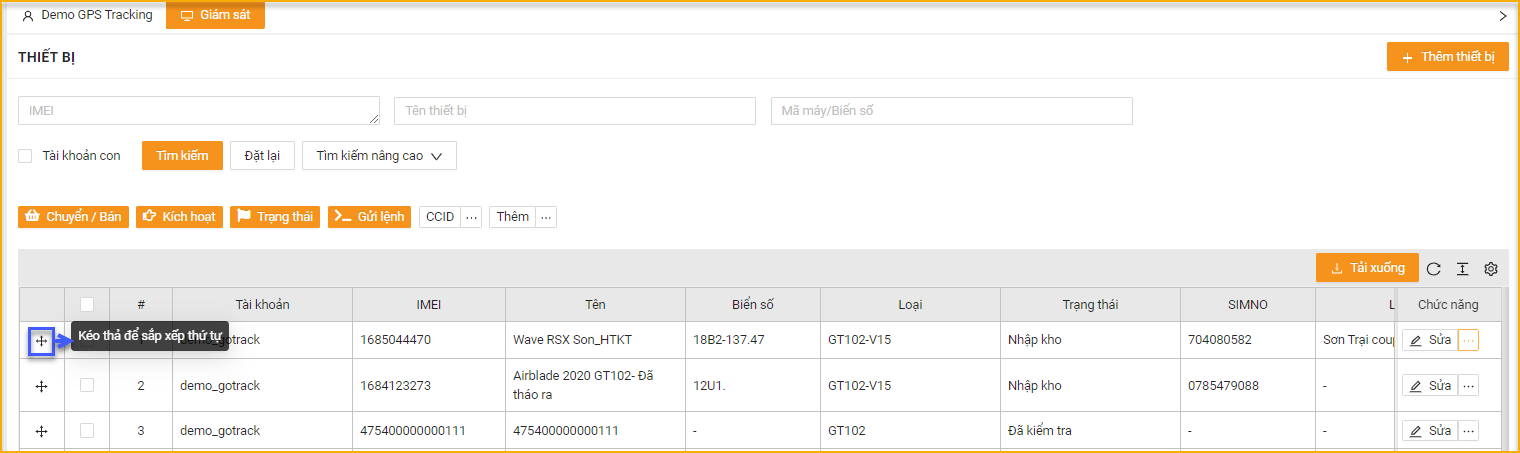 Demo GPS Tracking Giám sát
THIẾT BỊ Thêm thiết bị
IMEI Tên thiết bị Mã máy/Biển số
Tài khoản con Tìm kiếm Đặt lại Tìm kiếm nâng cao
Chuyển / Bán Kích hoạt Trạng thái Gửi lệnh CCID ... Thêm ...
Tải xuống
# Tài khoản IMEI Tên Biển số Loại Trạng thái SIMNO L Chức năng
Kéo thả để sắp xếp thứ tự
demo_gotrack 1685044470 Wave RSX Son_HTKT 18B2-137.47 GT102-V15 Nhập kho 704080582 Sơn Trại cou Sửa ...
2 demo_gotrack 1684123273 Airblade 2020 GT102- Đã 12U1. GT102-V15 Nhập kho 0785479088 - Sửa ...
tháo ra
3 demo_gotrack 475400000000111 475400000000111 - GT102 Đã kiểm tra - - Sửa ...